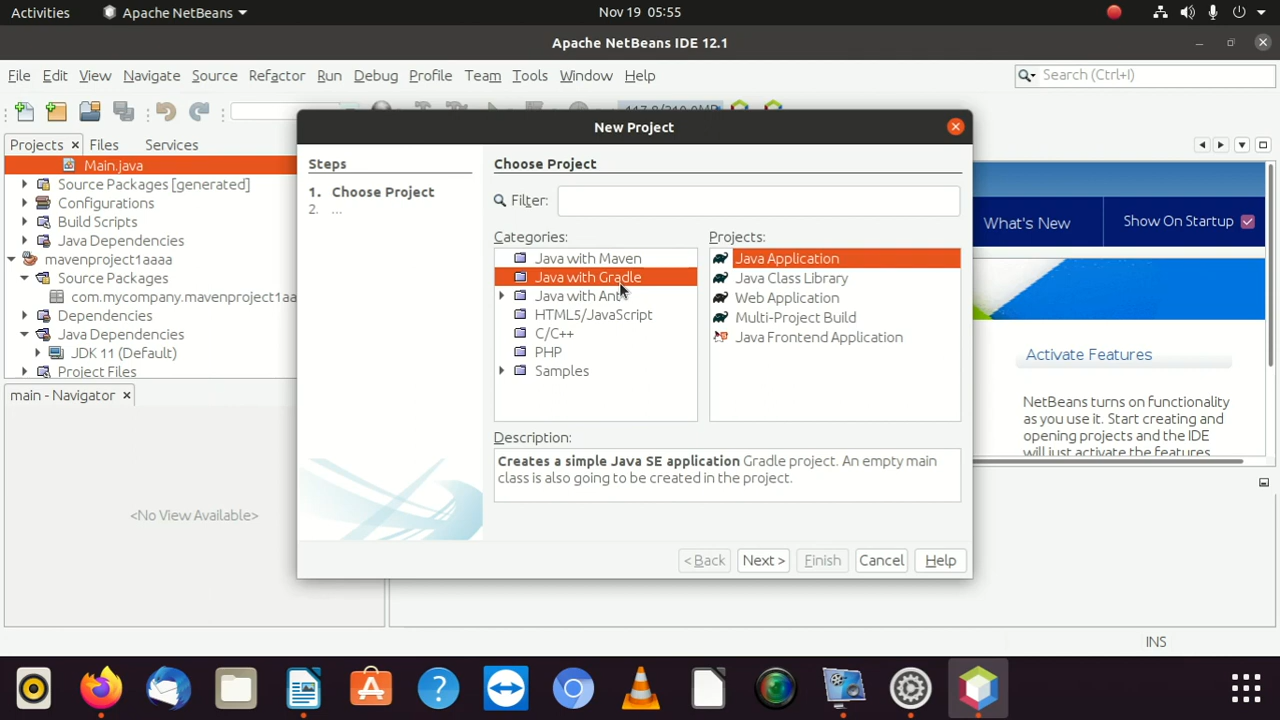 Activities
Apache NetBeans
Nov 19 05:55
Apache NetBeans IDE 12.1
File Edit View Navigate Source Refactor Run Debug Profile Team Tools Window Help
Search (Ctrl+I)
New Project
Projects Files Services
Main.java
Source Packages [generated]
Configurations
Build Scripts
Java Dependencies
mavenproject1aaaa
Source Packages
com.mycompany.mavenproject1aa
Dependencies
Java Dependencies
JDK 11 (Default)
Project Files
main - Navigator
<No View Available>
Steps
1. Choose Project
2. ...
Choose Project
Filter:
Categories:
Java with Maven
Java with Gradle
Java with Ant
HTML5/JavaScript
C/C++
PHP
Samples
Projects:
Java Application
Java Class Library
Web Application
Multi-Project Build
Java Frontend Application
Description:
Creates a simple Java SE application Gradle project. An empty main
class is also going to be created in the project.
< Back Next > Finish Cancel Help
What's New
Show On Startup
Activate Features
NetBeans turns on functionality
as you use it. Start creating and
opening projects and the IDE
will just activate the features
INS